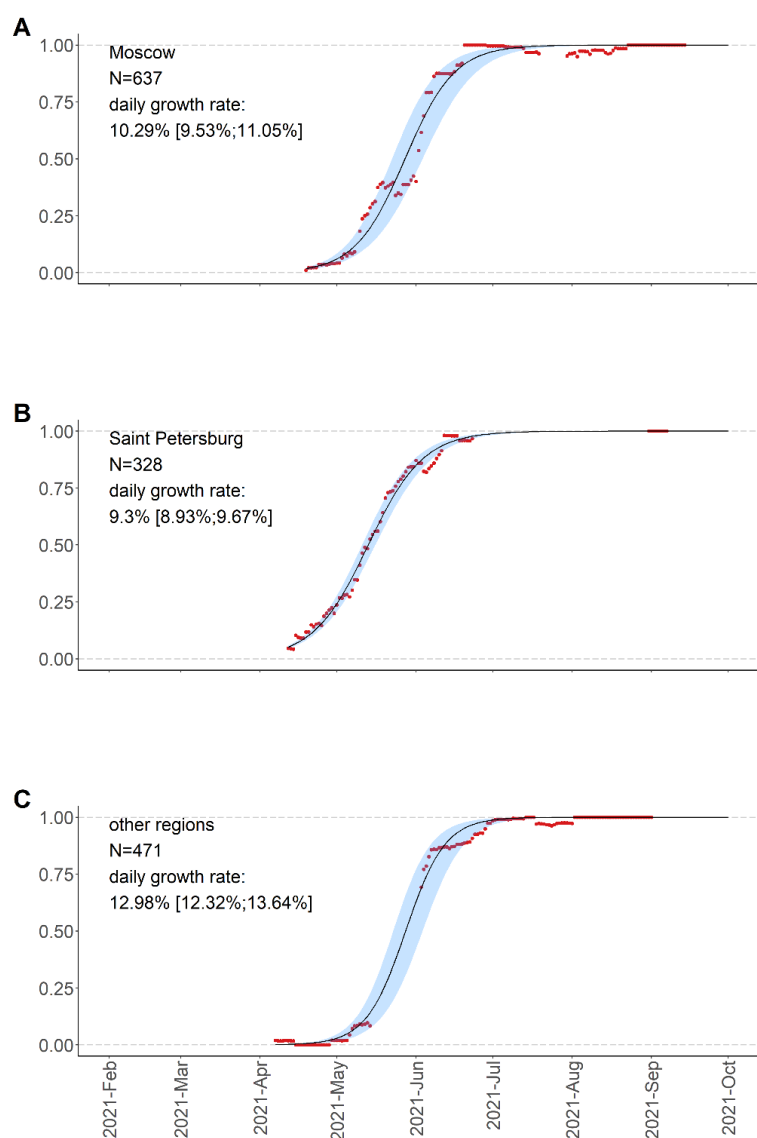 A
1.00
0.75
0.50
0.25
0.00
Moscow
N=637
daily growth rate:
10.29% [9.53%;11.05%]
B
1.00
0.75
0.50
0.25
0.00
Saint Petersburg
N=328
daily growth rate:
9.3% [8.93%;9.67%]
C
1.00
0.75
0.50
0.25
0.00
other regions
N=471
daily growth rate:
12.98% [12.32%;13.64%]
2021-Feb
2021-Mar
2021-Apr
2021-May
2021-Jun
2021-Jul
2021-Aug
2021-Sep
2021-Oct